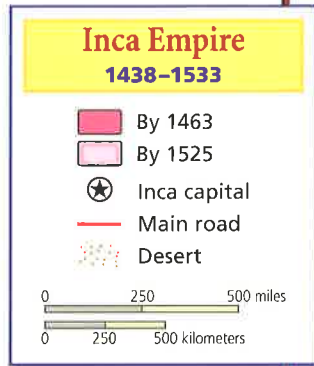 Inca Empire
1438–1533
By 1463
By 1525
Inca capital
Main road
Desert
0 250 500 miles
0 250 500 kilometers